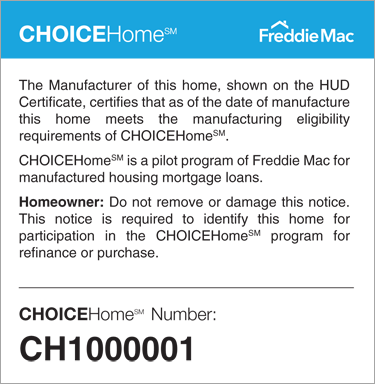 CHOICEHome℠
Freddie Mac
The Manufacturer of this home, shown on the HUD
Certificate, certifies that as of the date of manufacture
this home meets the manufacturing eligibility
requirements of CHOICEHome℠.
CHOICEHome℠ is a pilot program of Freddie Mac for
manufactured housing mortgage loans.
Homeowner: Do not remove or damage this notice.
This notice is required to identify this home for
participation in the CHOICEHome℠ program for
refinance or purchase.
CHOICEHome℠ Number:
CH1000001